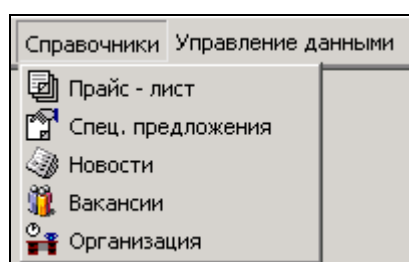 Справочники Управление данными
Прайс - лист
Спец. предложения
Новости
Вакансии
Организация